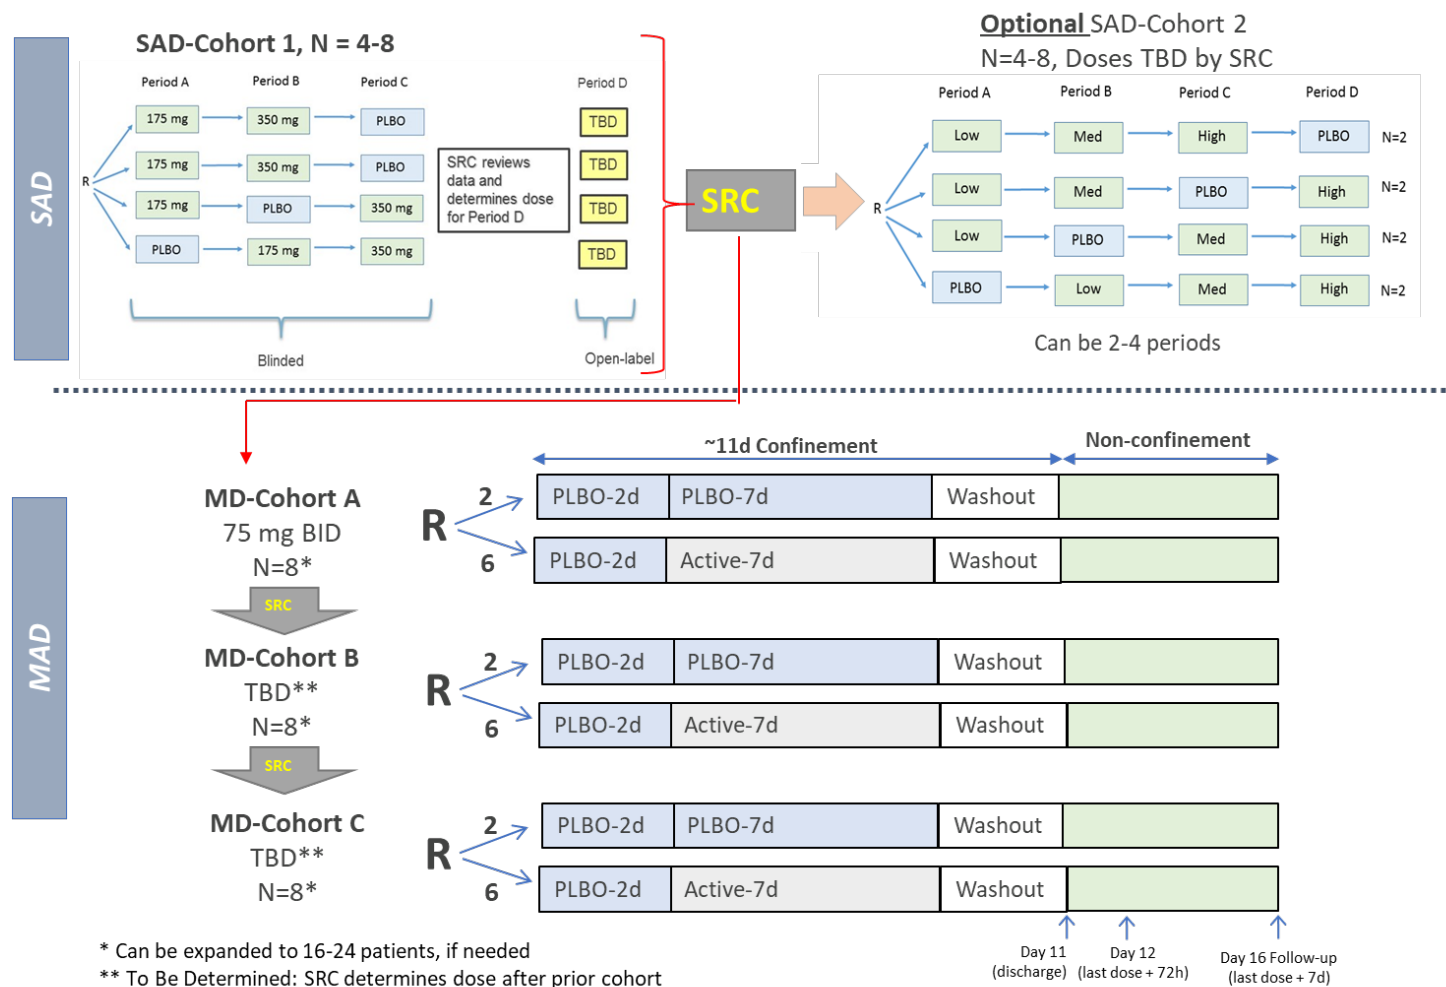 SAD
SAD-Cohort 1, N = 4-8
Period A
Period B
Period C
Period D
R
175 mg
350 mg
PLBO
TBD
175 mg
350 mg
PLBO
TBD
175 mg
PLBO
350 mg
TBD
PLBO
175 mg
350 mg
TBD
SRC reviews
data and
determines dose
for Period D
Blinded
Open-label
SRC
Optional SAD-Cohort 2
N=4-8, Doses TBD by SRC
Period A
Period B
Period C
Period D
R
Low
Med
High
PLBO
N=2
Low
Med
PLBO
High
N=2
Low
PLBO
Med
High
N=2
PLBO
Low
Med
High
N=2
Can be 2-4 periods
MAD
~11d Confinement
Non-confinement
MD-Cohort A
75 mg BID
N=8*
R
2
PLBO-2d
PLBO-7d
Washout
6
PLBO-2d
Active-7d
Washout
SRC
MD-Cohort B
TBD**
N=8*
R
2
PLBO-2d
PLBO-7d
Washout
6
PLBO-2d
Active-7d
Washout
SRC
MD-Cohort C
TBD**
N=8*
R
2
PLBO-2d
PLBO-7d
Washout
6
PLBO-2d
Active-7d
Washout
Day 11
(discharge)
Day 12
(last dose + 72h)
Day 16 Follow-up
(last dose + 7d)
* Can be expanded to 16-24 patients, if needed
** To Be Determined: SRC determines dose after prior cohort